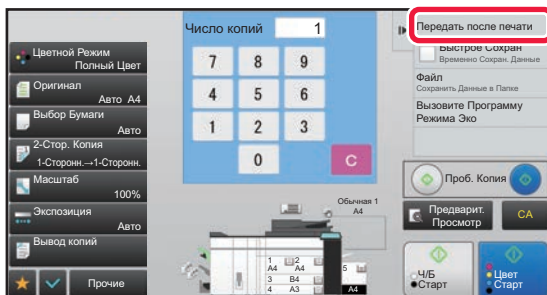 Число копий 1
Передать после печати
Быстрое Сохран
Временно Сохран. Данные
Файл
Сохранить Данные в Папке
Вызовите Программу
Режима Эко
Цветной Режим
Полный Цвет
Оригинал
Авто A4
Выбор Бумаги
Авто
2-Стор. Копия
1-Сторонн.→1-Сторонн.
Масштаб
100%
Экспозиция
Авто
Вывод копий
Прочие
7 8 9
4 5 6
1 2 3
0 C
Обычная 1
A4
1 2
A4 A4
3 B4
4 A3
5
A4
Проб. Копия
Предварит.
Просмотр
CA
Ч/Б
Старт
Цвет
Старт